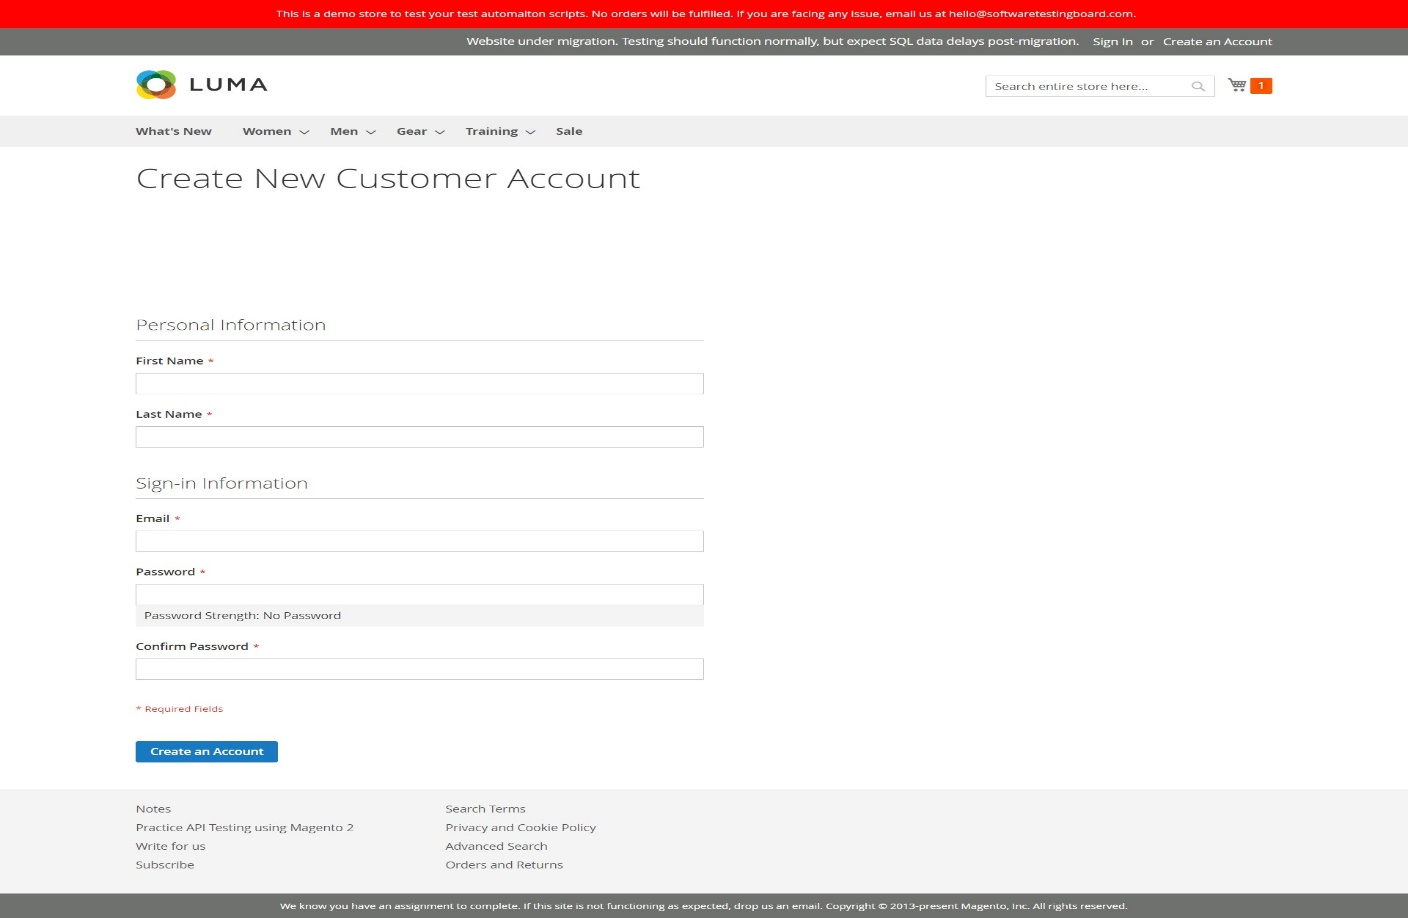 This is a demo store to test your test automaiton scripts. No orders will be fulfilled. If you are facing any issue, email us at hello@softwaretestingboard.com.
Website under migration. Testing should function normally, but expect SQL data delays post-migration. Sign In or Create an Account
LUMA
Search entire store here...
1
What's New Women Men Gear Training Sale
Create New Customer Account
Personal Information
First Name *
Last Name *
Sign-in Information
Email *
Password *
Password Strength: No Password
Confirm Password *
* Required Fields
Create an Account
Notes
Practice API Testing using Magento 2
Write for us
Subscribe
Search Terms
Privacy and Cookie Policy
Advanced Search
Orders and Returns
We know you have an assignment to complete. If this site is not functioning as expected, drop us an email. Copyright © 2013-present Magento, Inc. All rights reserved.